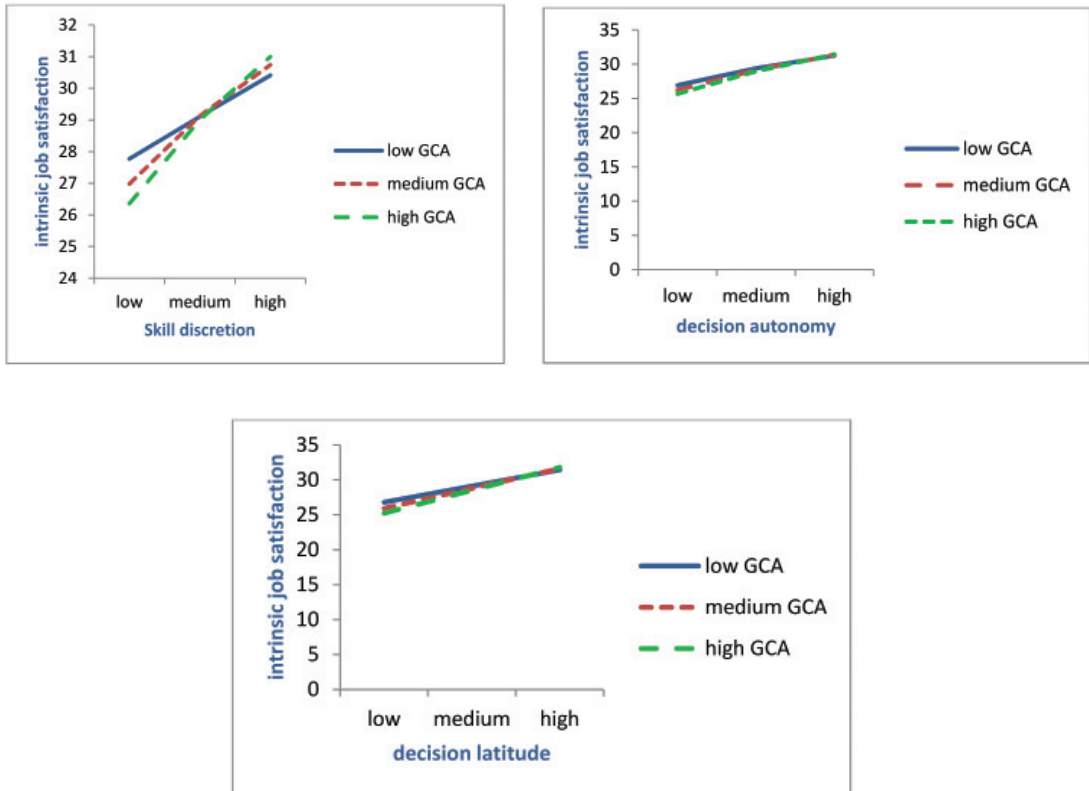 intrinsic job satisfaction
32
31
30
29
28
27
26
25
24
low medium high
Skill discretion
low GCA
medium GCA
high GCA
intrinsic job satisfaction
35
30
25
20
15
10
5
0
low medium high
decision autonomy
low GCA
medium GCA
high GCA
intrinsic job satisfaction
35
30
25
20
15
10
5
0
low medium high
decision latitude
low GCA
medium GCA
high GCA